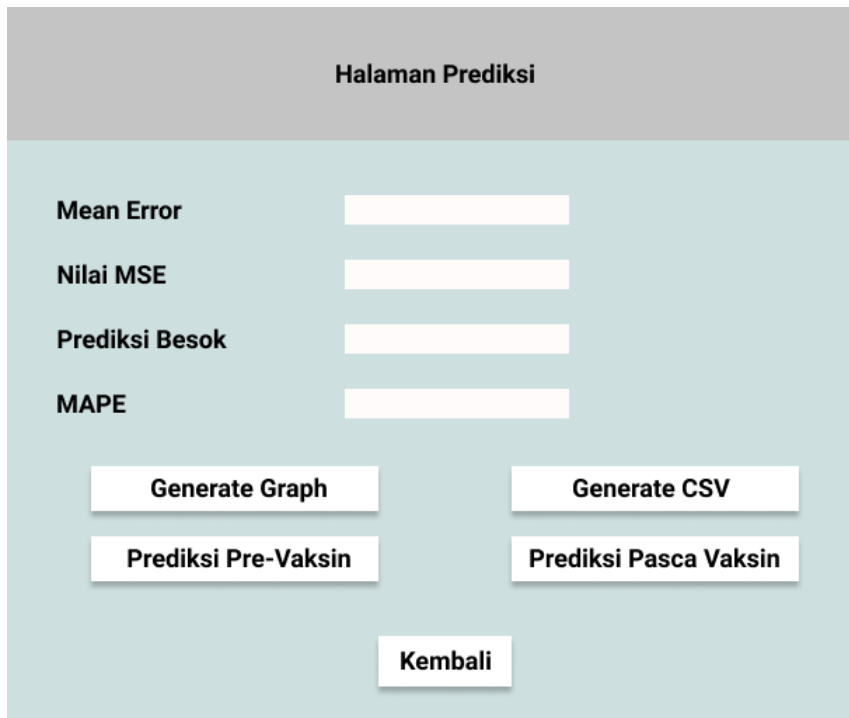 Halaman Prediksi
Mean Error
Nilai MSE
Prediksi Besok
MAPE
Generate Graph
Generate CSV
Prediksi Pre-Vaksin
Prediksi Pasca Vaksin
Kembali